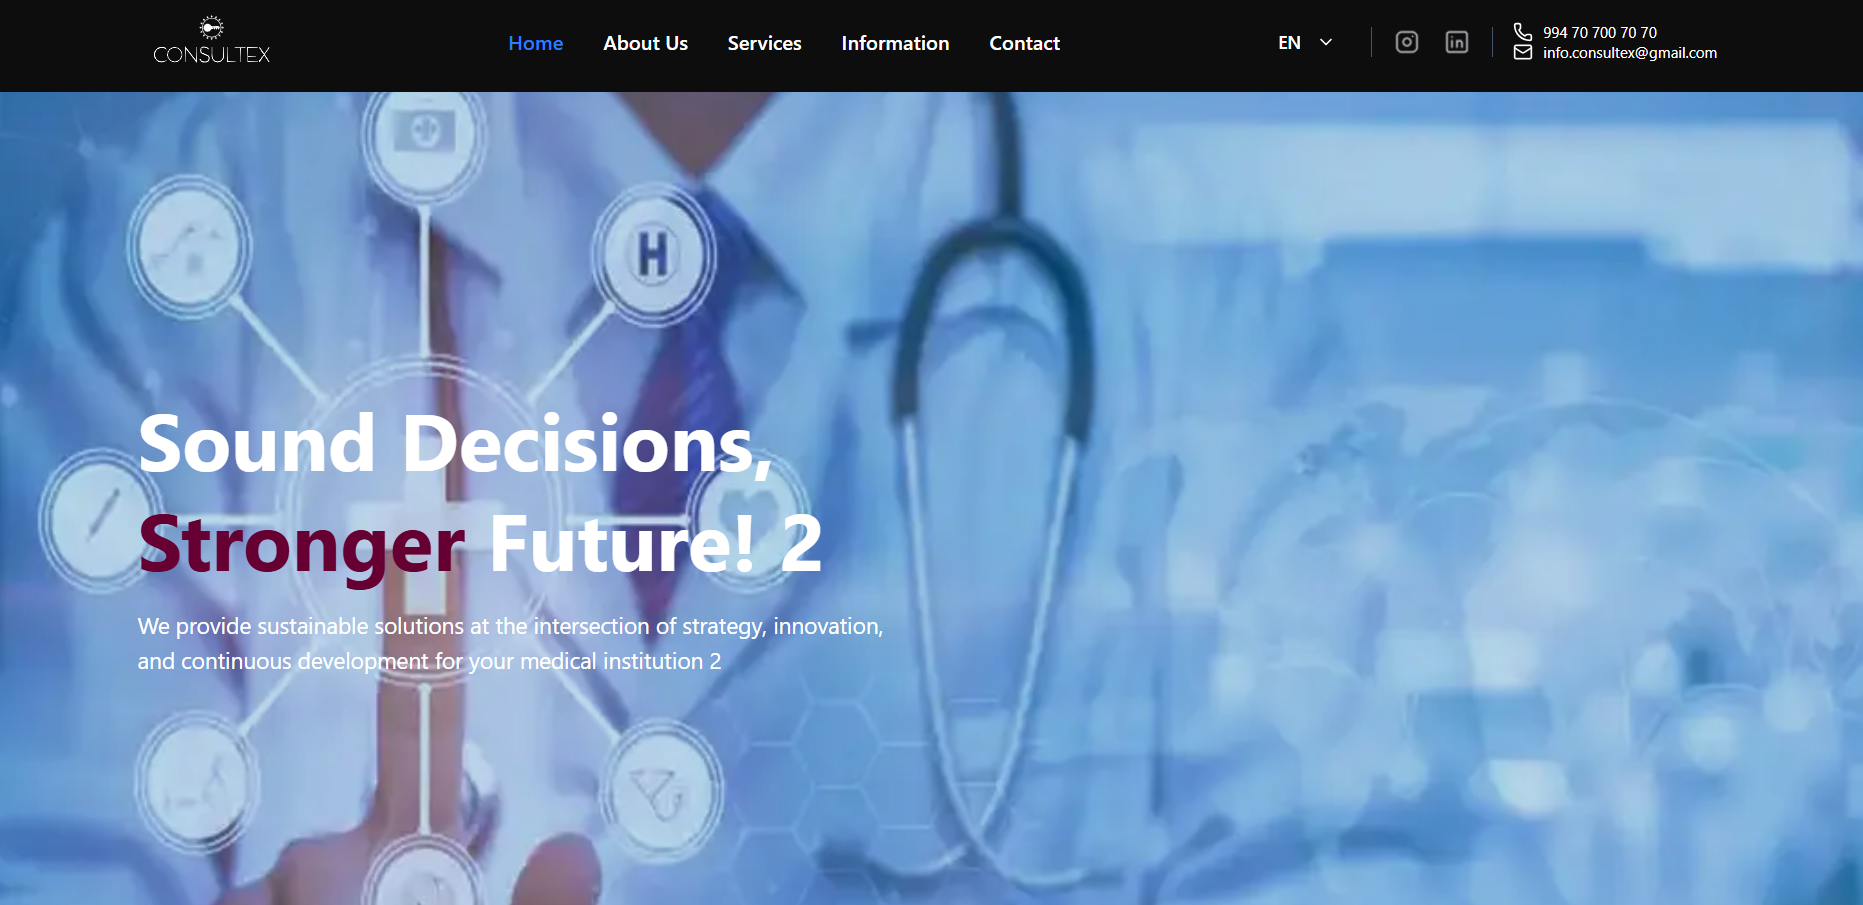 CONSULTEX
Home About Us Services Information Contact
EN
994 70 700 70 70
info.consultex@gmail.com
H
Sound Decisions,
Stronger Future! 2
We provide sustainable solutions at the intersection of strategy, innovation,
and continuous development for your medical institution 2